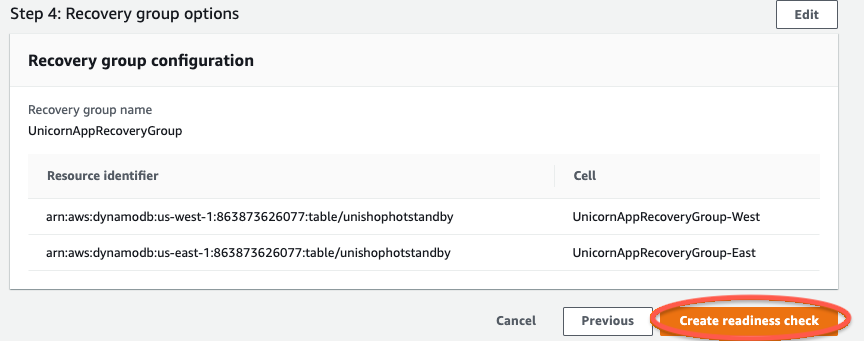 Step 4: Recovery group options
Edit
Recovery group configuration
Recovery group name
UnicornAppRecoveryGroup
Resource identifier Cell
arn:aws:dynamodb:us-west-1:863873626077:table/unishophotstandby UnicornAppRecoveryGroup-West
arn:aws:dynamodb:us-east-1:863873626077:table/unishophotstandby UnicornAppRecoveryGroup-East
Cancel Previous Create readiness check